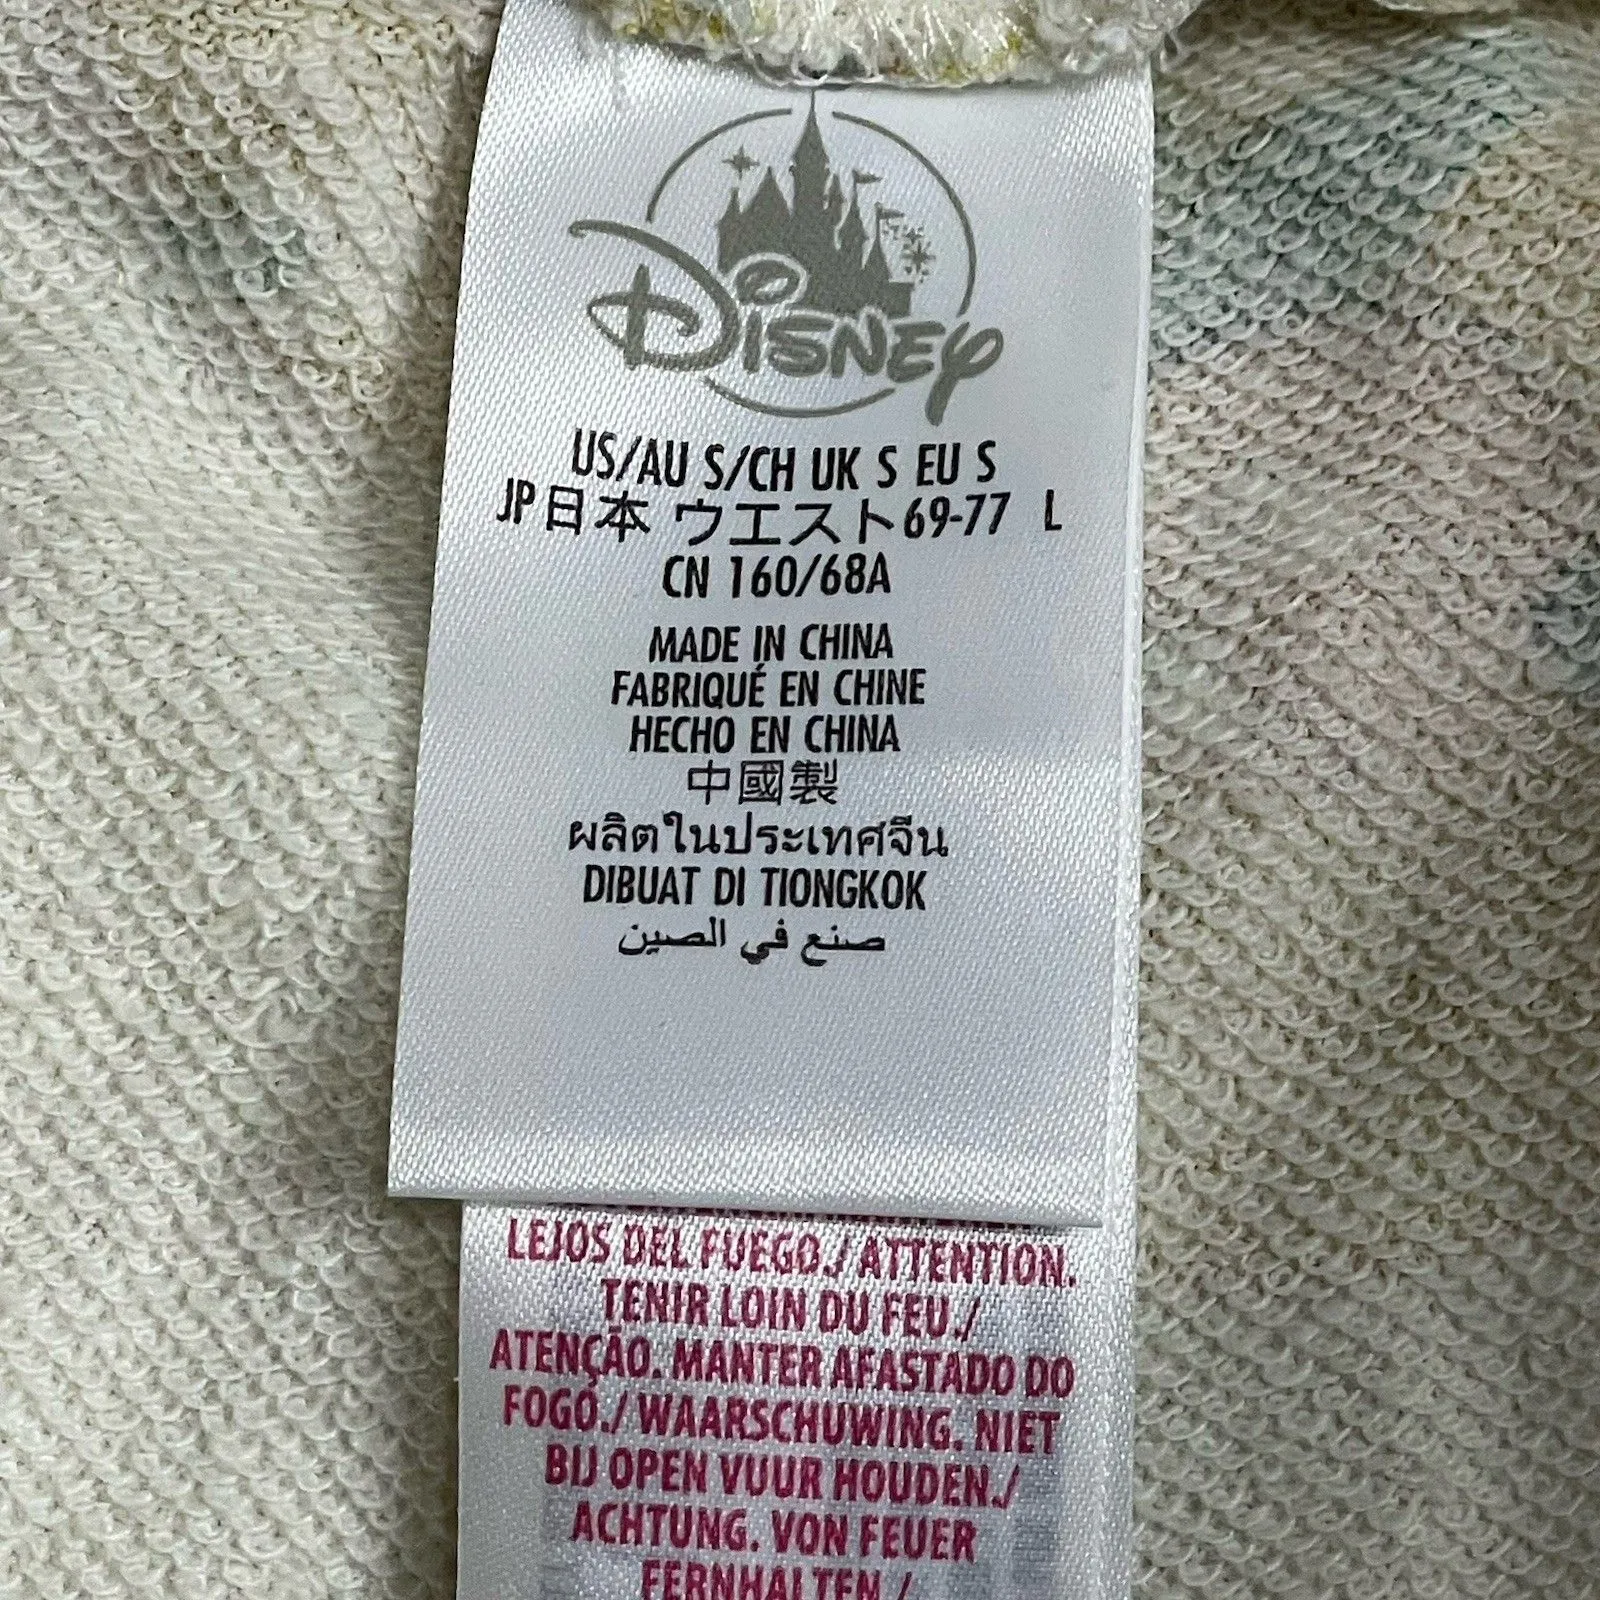 Disney
US/AU S/CH UK S EU S
JP日本 ウエスト69-77 L
CN 160/68A
MADE IN CHINA
FABRIQUÉ EN CHINE
HECHO EN CHINA
中國製
ผลิตในประเทศจีน
DIBUAT DI TIONGKOK
صنع في الصين
LEJOS DEL FUEGO./ATTENTION.
TENIR LOIN DU FEU./
ATENÇÃO. MANTER AFASTADO DO
FOGO./WAARSCHUWING. NIET
BIJ OPEN VUUR HOUDEN./
ACHTUNG. VON FEUER
FERNHALTEN./